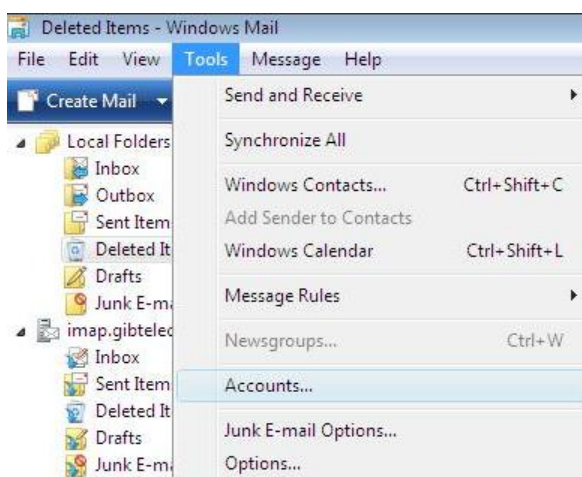 Deleted Items - Windows Mail
File Edit View Tools Message Help
Create Mail
Send and Receive
Local Folders
Synchronize All
Inbox
Windows Contacts... Ctrl+Shift+C
Outbox
Add Sender to Contacts
Sent Item
Deleted It
Windows Calendar Ctrl+Shift+L
Drafts
Message Rules
Junk E-ma
imap.gibtelec
Newsgroups... Ctrl+W
Inbox
Sent Item
Accounts...
Deleted It
Junk E-mail Options...
Drafts
Junk E-ma
Options...